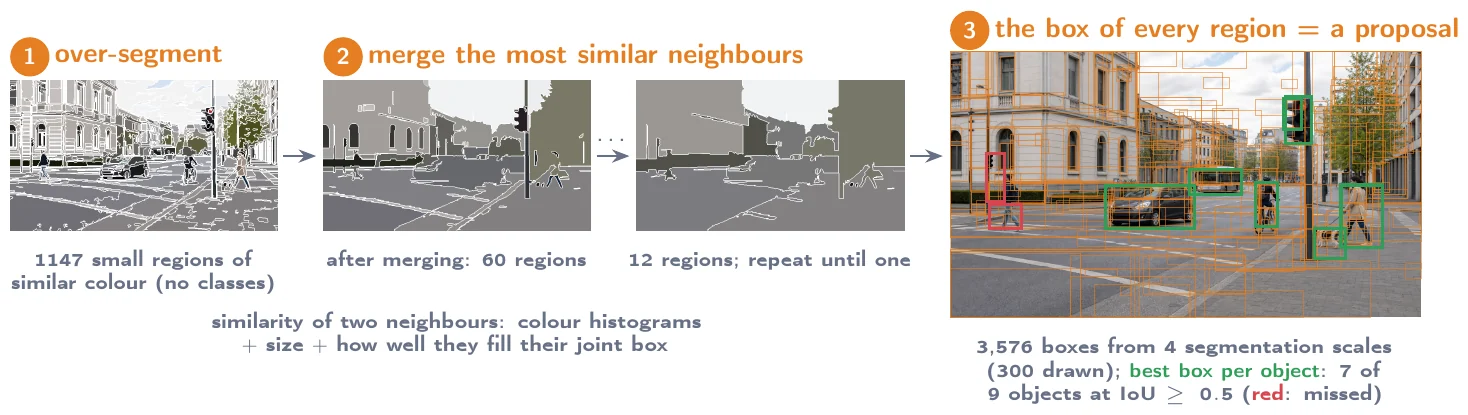 1 over-segment
2 merge the most similar neighbours
3 the box of every region = a proposal
...
1147 small regions of
similar colour (no classes)
after merging: 60 regions
12 regions; repeat until one
similarity of two neighbours: colour histograms
+ size + how well they fill their joint box
3,576 boxes from 4 segmentation scales
(300 drawn); best box per object: 7 of
9 objects at IoU ≥ 0.5 (red: missed)